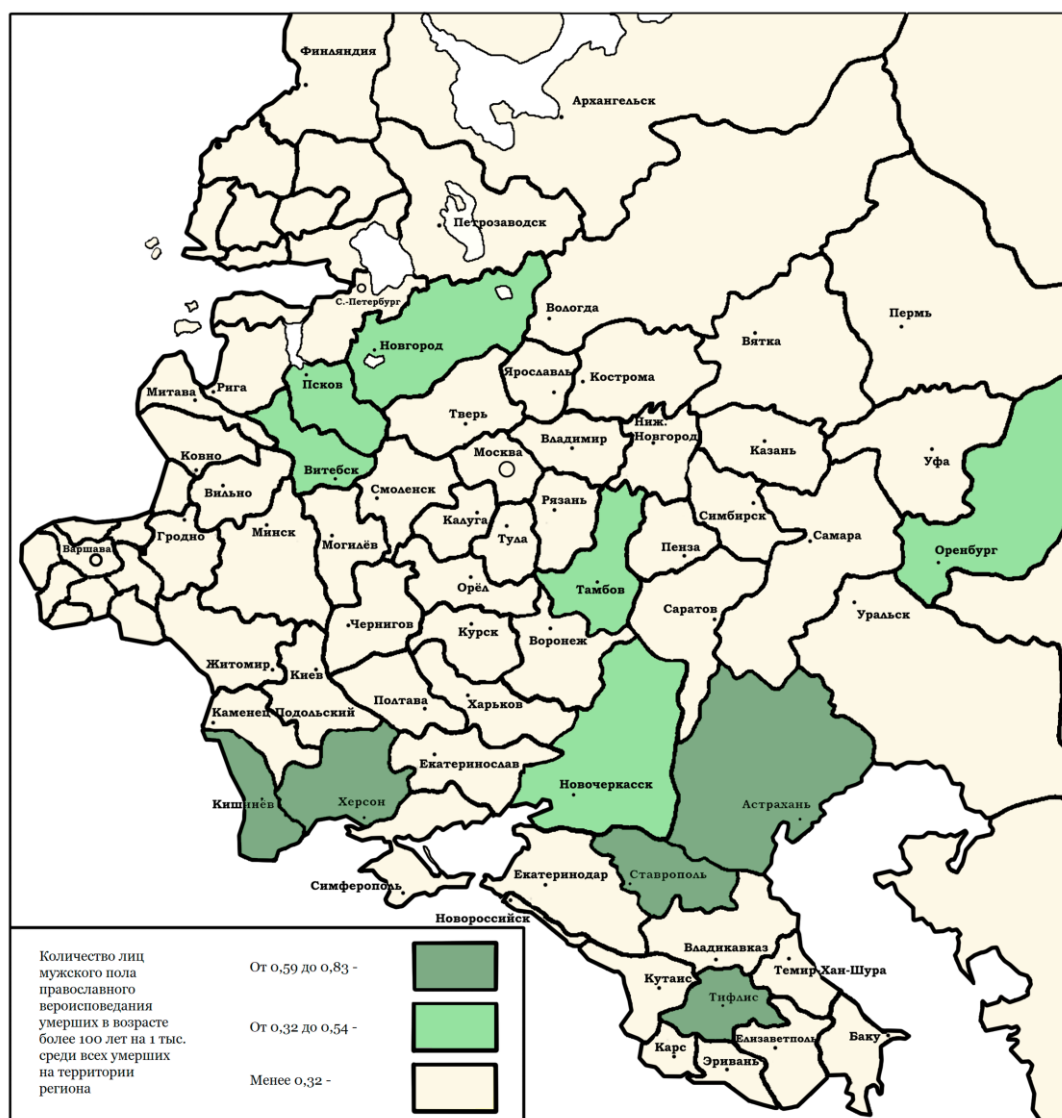 Финляндия
Архангельск
Петрозаводск
С.-Петербург
Новгород
Вологда
Пермь
Вятка
Псков
Ярославль
Кострома
Рига
Митава
Тверь
Ниж.
Новгород
Владимир
Казань
Москва
Уфа
Ковно
Витебск
Вильно
Смоленск
Рязань
Симбирск
Калуга
Минск
Гродно
Могилёв
Тула
Пенза
Самара
Варшава
Оренбург
Орёл
Тамбов
Саратов
Уральск
Чернигов
Курск
Воронеж
Житомир
Киев
Полтава
Харьков
Каменец Подольский
Екатеринослав
Новочеркасск
Кишинёв
Херсон
Астрахань
Екатеринодар
Ставрополь
Симферополь
Новороссийск
Владикавказ
Темир-Хан-Шура
Кутаис
Тифлис
Елизаветполь
Баку
Карс
Эривань
Количество лиц
мужского пола
православного
вероисповедания
умерших в возрасте
более 100 лет на 1 тыс.
среди всех умерших
на территории
региона
От 0,59 до 0,83 -
От 0,32 до 0,54 -
Менее 0,32 -